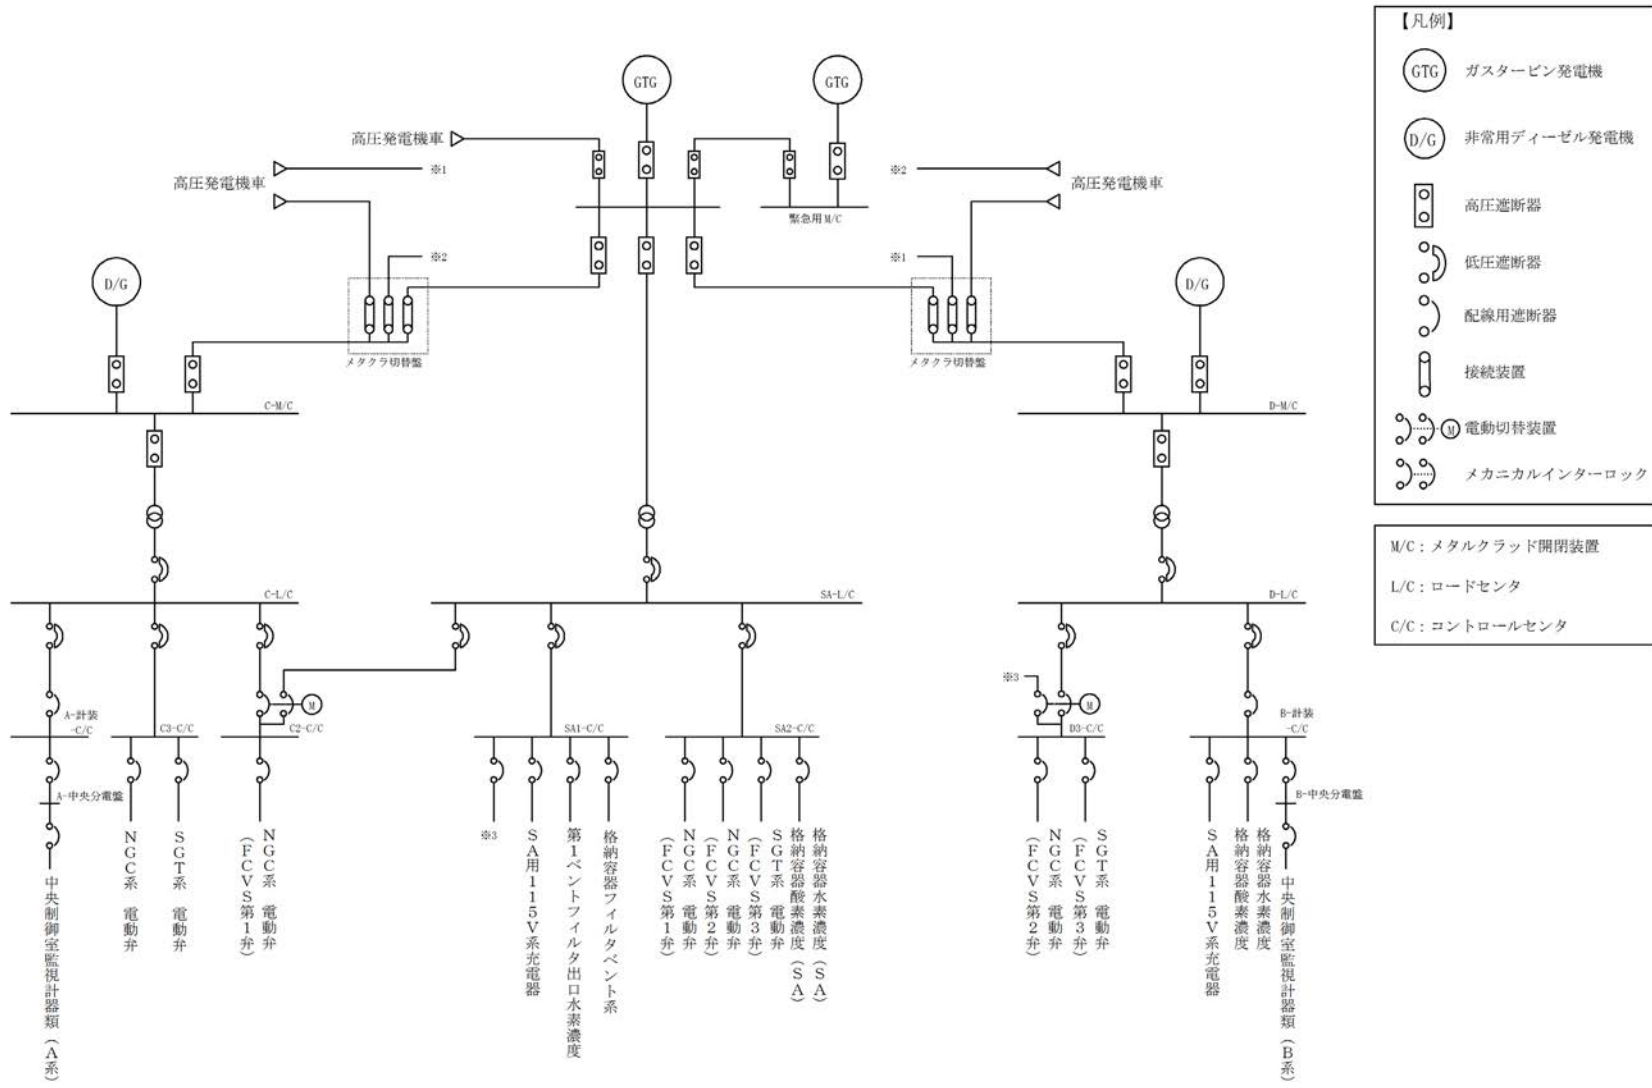 GTG
GTG
高圧発電機車
※1
高圧発電機車
※2
高圧発電機車
緊急用M/C
※2
※1
D/G
D/G
メタクラ切替盤
メタクラ切替盤
C-M/C
D-M/C
C-L/C
SA-L/C
D-L/C
※3
M
M
A-計装
-C/C
C3-C/C
C2-C/C
SA1-C/C
SA2-C/C
D3-C/C
B-計装
-C/C
A-中央分電盤
B-中央分電盤
中央制御室監視計器類(A系)
NGC系 電動弁
SGT系 電動弁
NGC系 電動弁
(FCVS第1弁)
※3
SA用115V系充電器
第1ベントフィルタ出口水素濃度
格納容器フィルタベント系
NGC系 電動弁
(FCVS第1弁)
NGC系 電動弁
(FCVS第2弁)
SGT系 電動弁
(FCVS第3弁)
格納容器水素濃度(SA)
格納容器酸素濃度(SA)
NGC系 電動弁
(FCVS第2弁)
SGT系 電動弁
(FCVS第3弁)
SA用115V系充電器
格納容器水素濃度
格納容器酸素濃度
中央制御室監視計器類(B系)
【凡例】
GTG ガスタービン発電機
D/G 非常用ディーゼル発電機
高圧遮断器
低圧遮断器
配線用遮断器
接続装置
M 電動切替装置
メカニカルインターロック
M/C:メタルクラッド開閉装置
L/C:ロードセンタ
C/C:コントロールセンタ